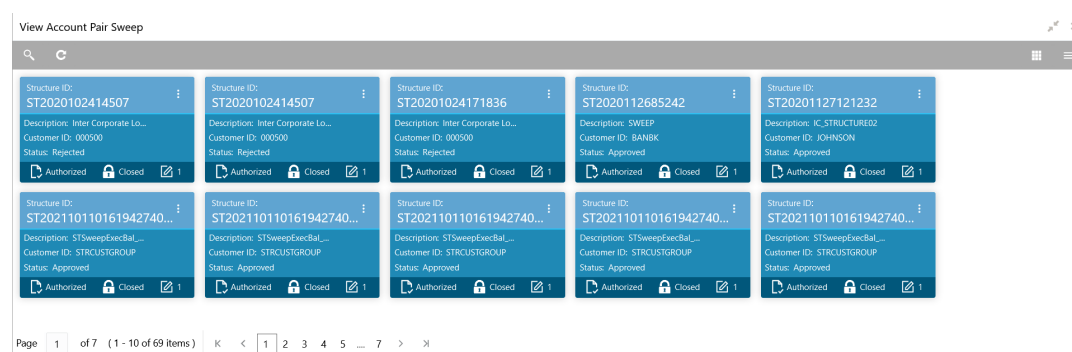 View Account Pair Sweep
Structure ID: Structure ID: Structure ID: Structure ID: Structure ID:
ST2020102414507 ST2020102414507 ST20201024171836 ST2020112685242 ST20201127121232
Description: Inter Corporate Lo... Description: Inter Corporate Lo... Description: Inter Corporate Lo... Description: SWEEP Description: IC_STRUCTURE02
Customer ID: 000500 Customer ID: 000500 Customer ID: 000500 Customer ID: BANBK Customer ID: JOHNSON
Status: Rejected Status: Rejected Status: Rejected Status: Approved Status: Approved
Authorized Closed 1 Authorized Closed 1 Authorized Closed 1 Authorized Closed 1 Authorized Closed 1
Structure ID: Structure ID: Structure ID: Structure ID: Structure ID:
ST202110110161942740... ST202110110161942740... ST202110110161942740... ST202110110161942740... ST202110110161942740...
Description: STSweepExecBal_... Description: STSweepExecBal_... Description: STSweepExecBal_... Description: STSweepExecBal_... Description: STSweepExecBal_...
Customer ID: STRCUSTGROUP Customer ID: STRCUSTGROUP Customer ID: STRCUSTGROUP Customer ID: STRCUSTGROUP Customer ID: STRCUSTGROUP
Status: Approved Status: Approved Status: Approved Status: Approved Status: Approved
Authorized Closed 1 Authorized Closed 1 Authorized Closed 1 Authorized Closed 1 Authorized Closed 1
Page 1 of 7 (1 - 10 of 69 items) 1 2 3 4 5 ... 7